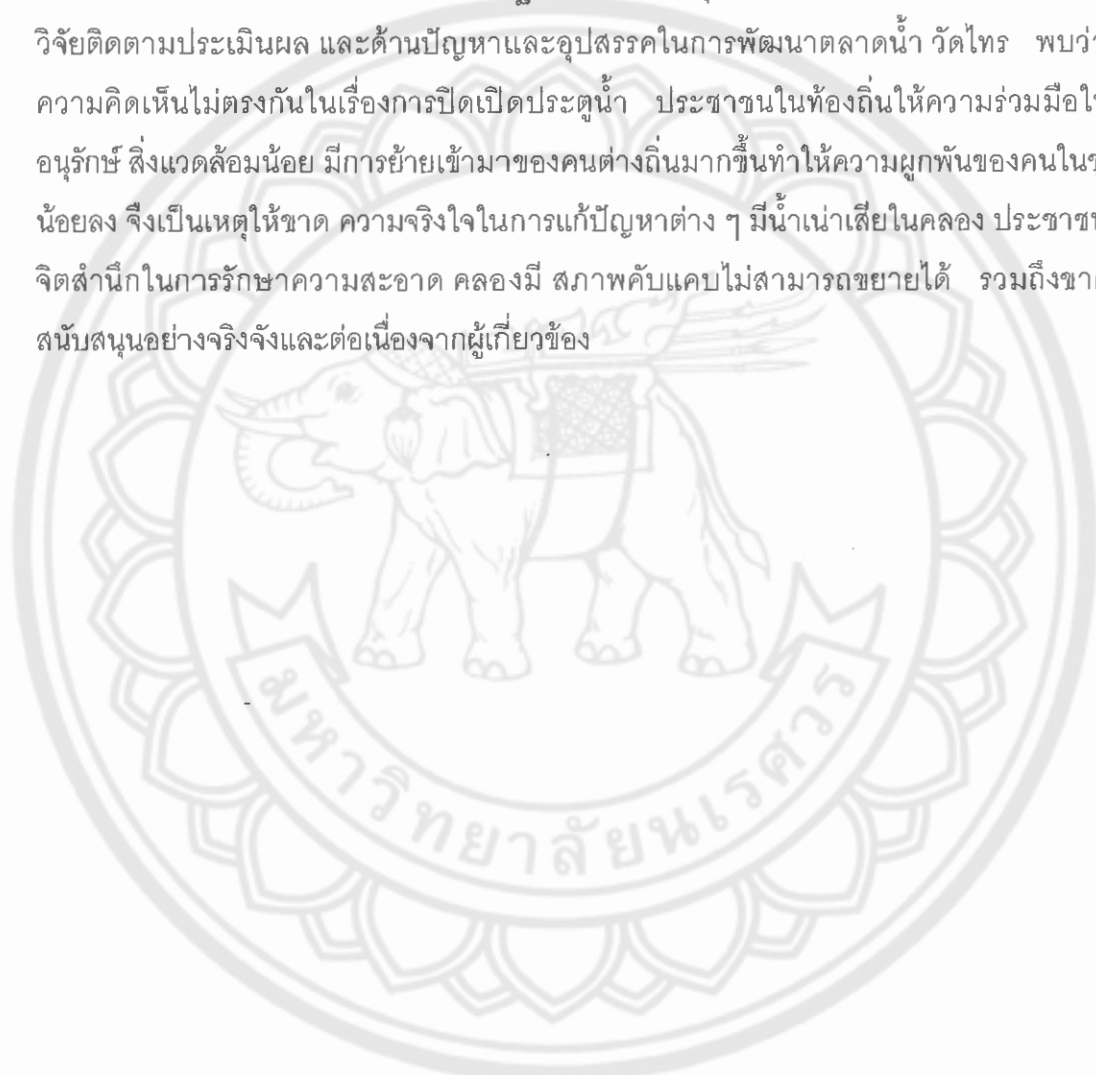 วิจัยติดตามประเมินผล และด้านปัญหาและอุปสรรคในการพัฒนาตลาดน้ำ วัดไทร พบว่า
ความคิดเห็นไม่ตรงกันในเรื่องการปิดเปิดประตูน้ำ ประชาชนในท้องถิ่นให้ความร่วมมือใ
อนุรักษ์ สิ่งแวดล้อมน้อย มีการย้ายเข้ามาของคนต่างถิ่นมากขึ้นทำให้ความผูกพันของคนใน
น้อยลง จึงเป็นเหตุให้ขาด ความจริงใจในการแก้ปัญหาต่าง ๆ มีน้ำเน่าเสียในคลอง ประชาชน
จิตสำนึกในการรักษาความสะอาด คลองมี สภาพคับแคบไม่สามารถขยายได้ รวมถึงขาด
สนับสนุนอย่างจริงจังและต่อเนื่องจากผู้เกี่ยวข้อง
มหาวิทยาลัยนเรศวร